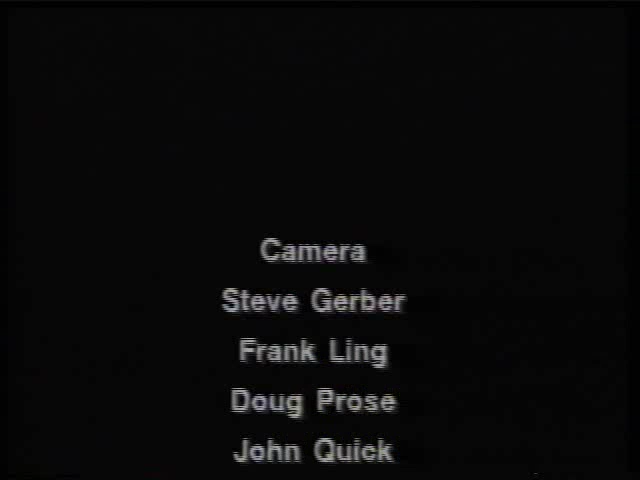 Camera
Steve Gerber
Frank Ling
Doug Prose
John Quick